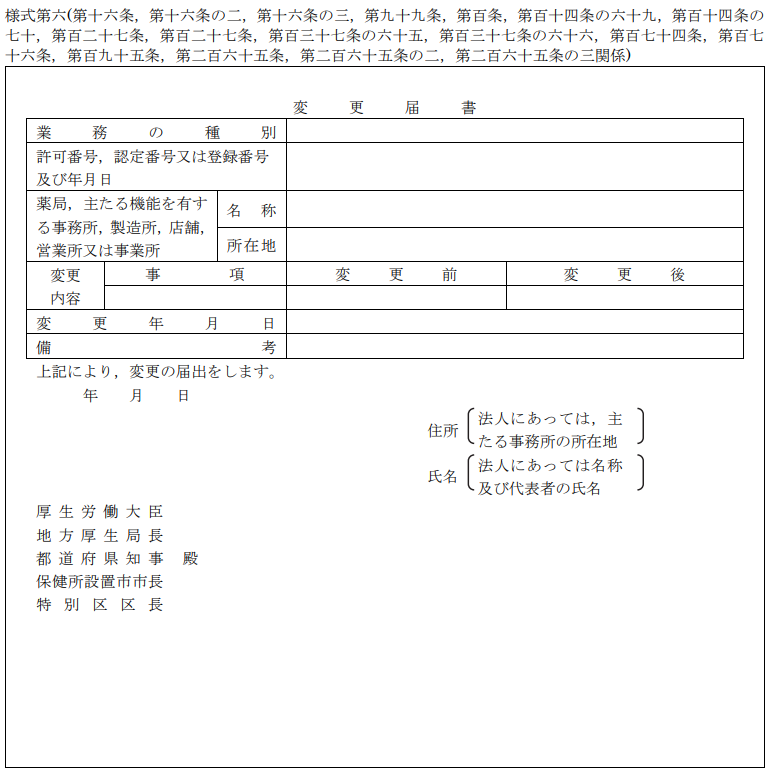 様式第六(第十六条，第十六条の二，第十六条の三，第九十九条，第百条，第百十四条の六十九，第百十四条の
七十，第百二十七条，第百二十七条，第百三十七条の六十五，第百三十七条の六十六，第百七十四条，第百七
十六条，第百九十五条，第二百六十五条，第二百六十五条の二，第二百六十五条の三関係)
変更届書
業務の種別
許可番号，認定番号又は登録番号
及び年月日
薬局，主たる機能を有す
る事務所，製造所，店舗，
営業所又は事業所
名称
所在地
変更
内容
事項
変更前
変更後
変更年月日
備考
上記により，変更の届出をします。
年 月 日
住所
法人にあっては，主
たる事務所の所在地
氏名
法人にあっては名称
及び代表者の氏名
厚生労働大臣
地方厚生局長
都道府県知事 殿
保健所設置市市長
特別区区長